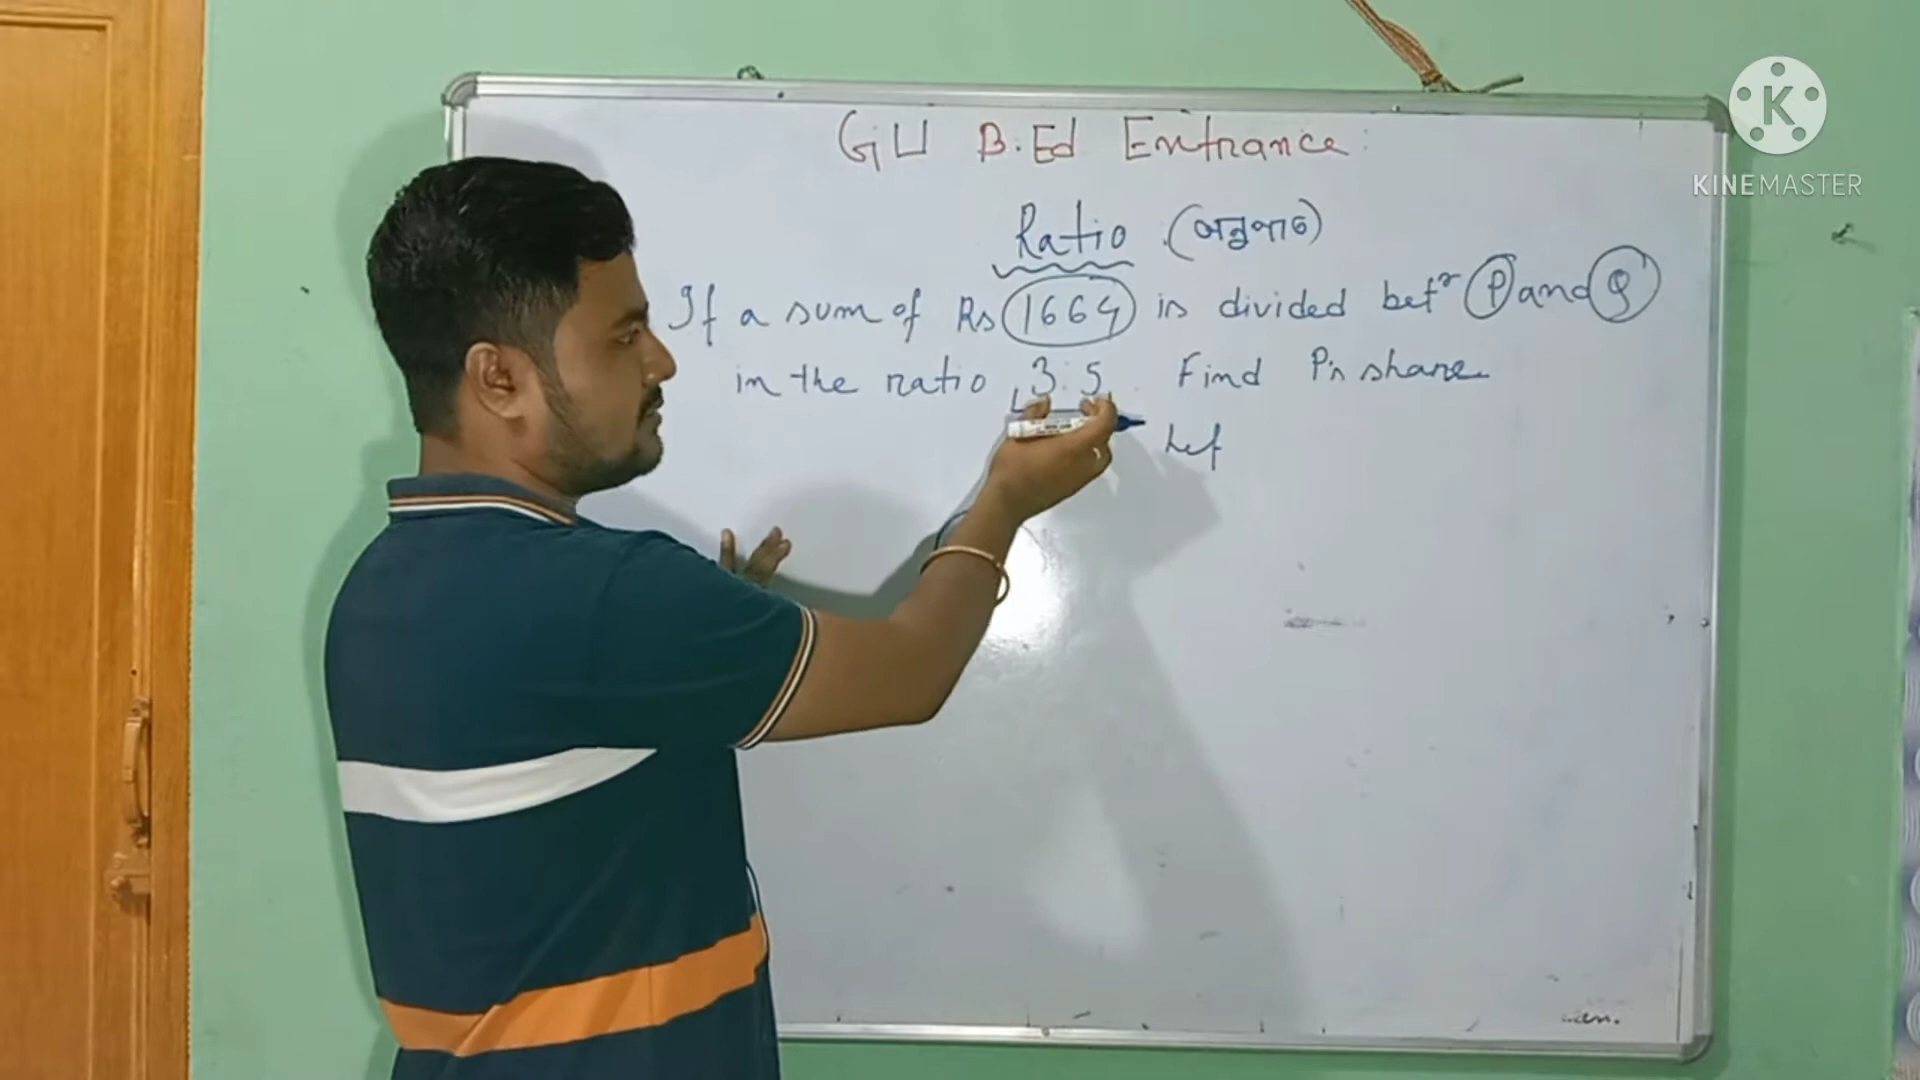 GU B.Ed Entrance:
Ratio (অনুপাত)
If a sum of Rs 1664 is divided betn P and Q
in the ratio 3:5. Find P's share
let
K
KINEMASTER